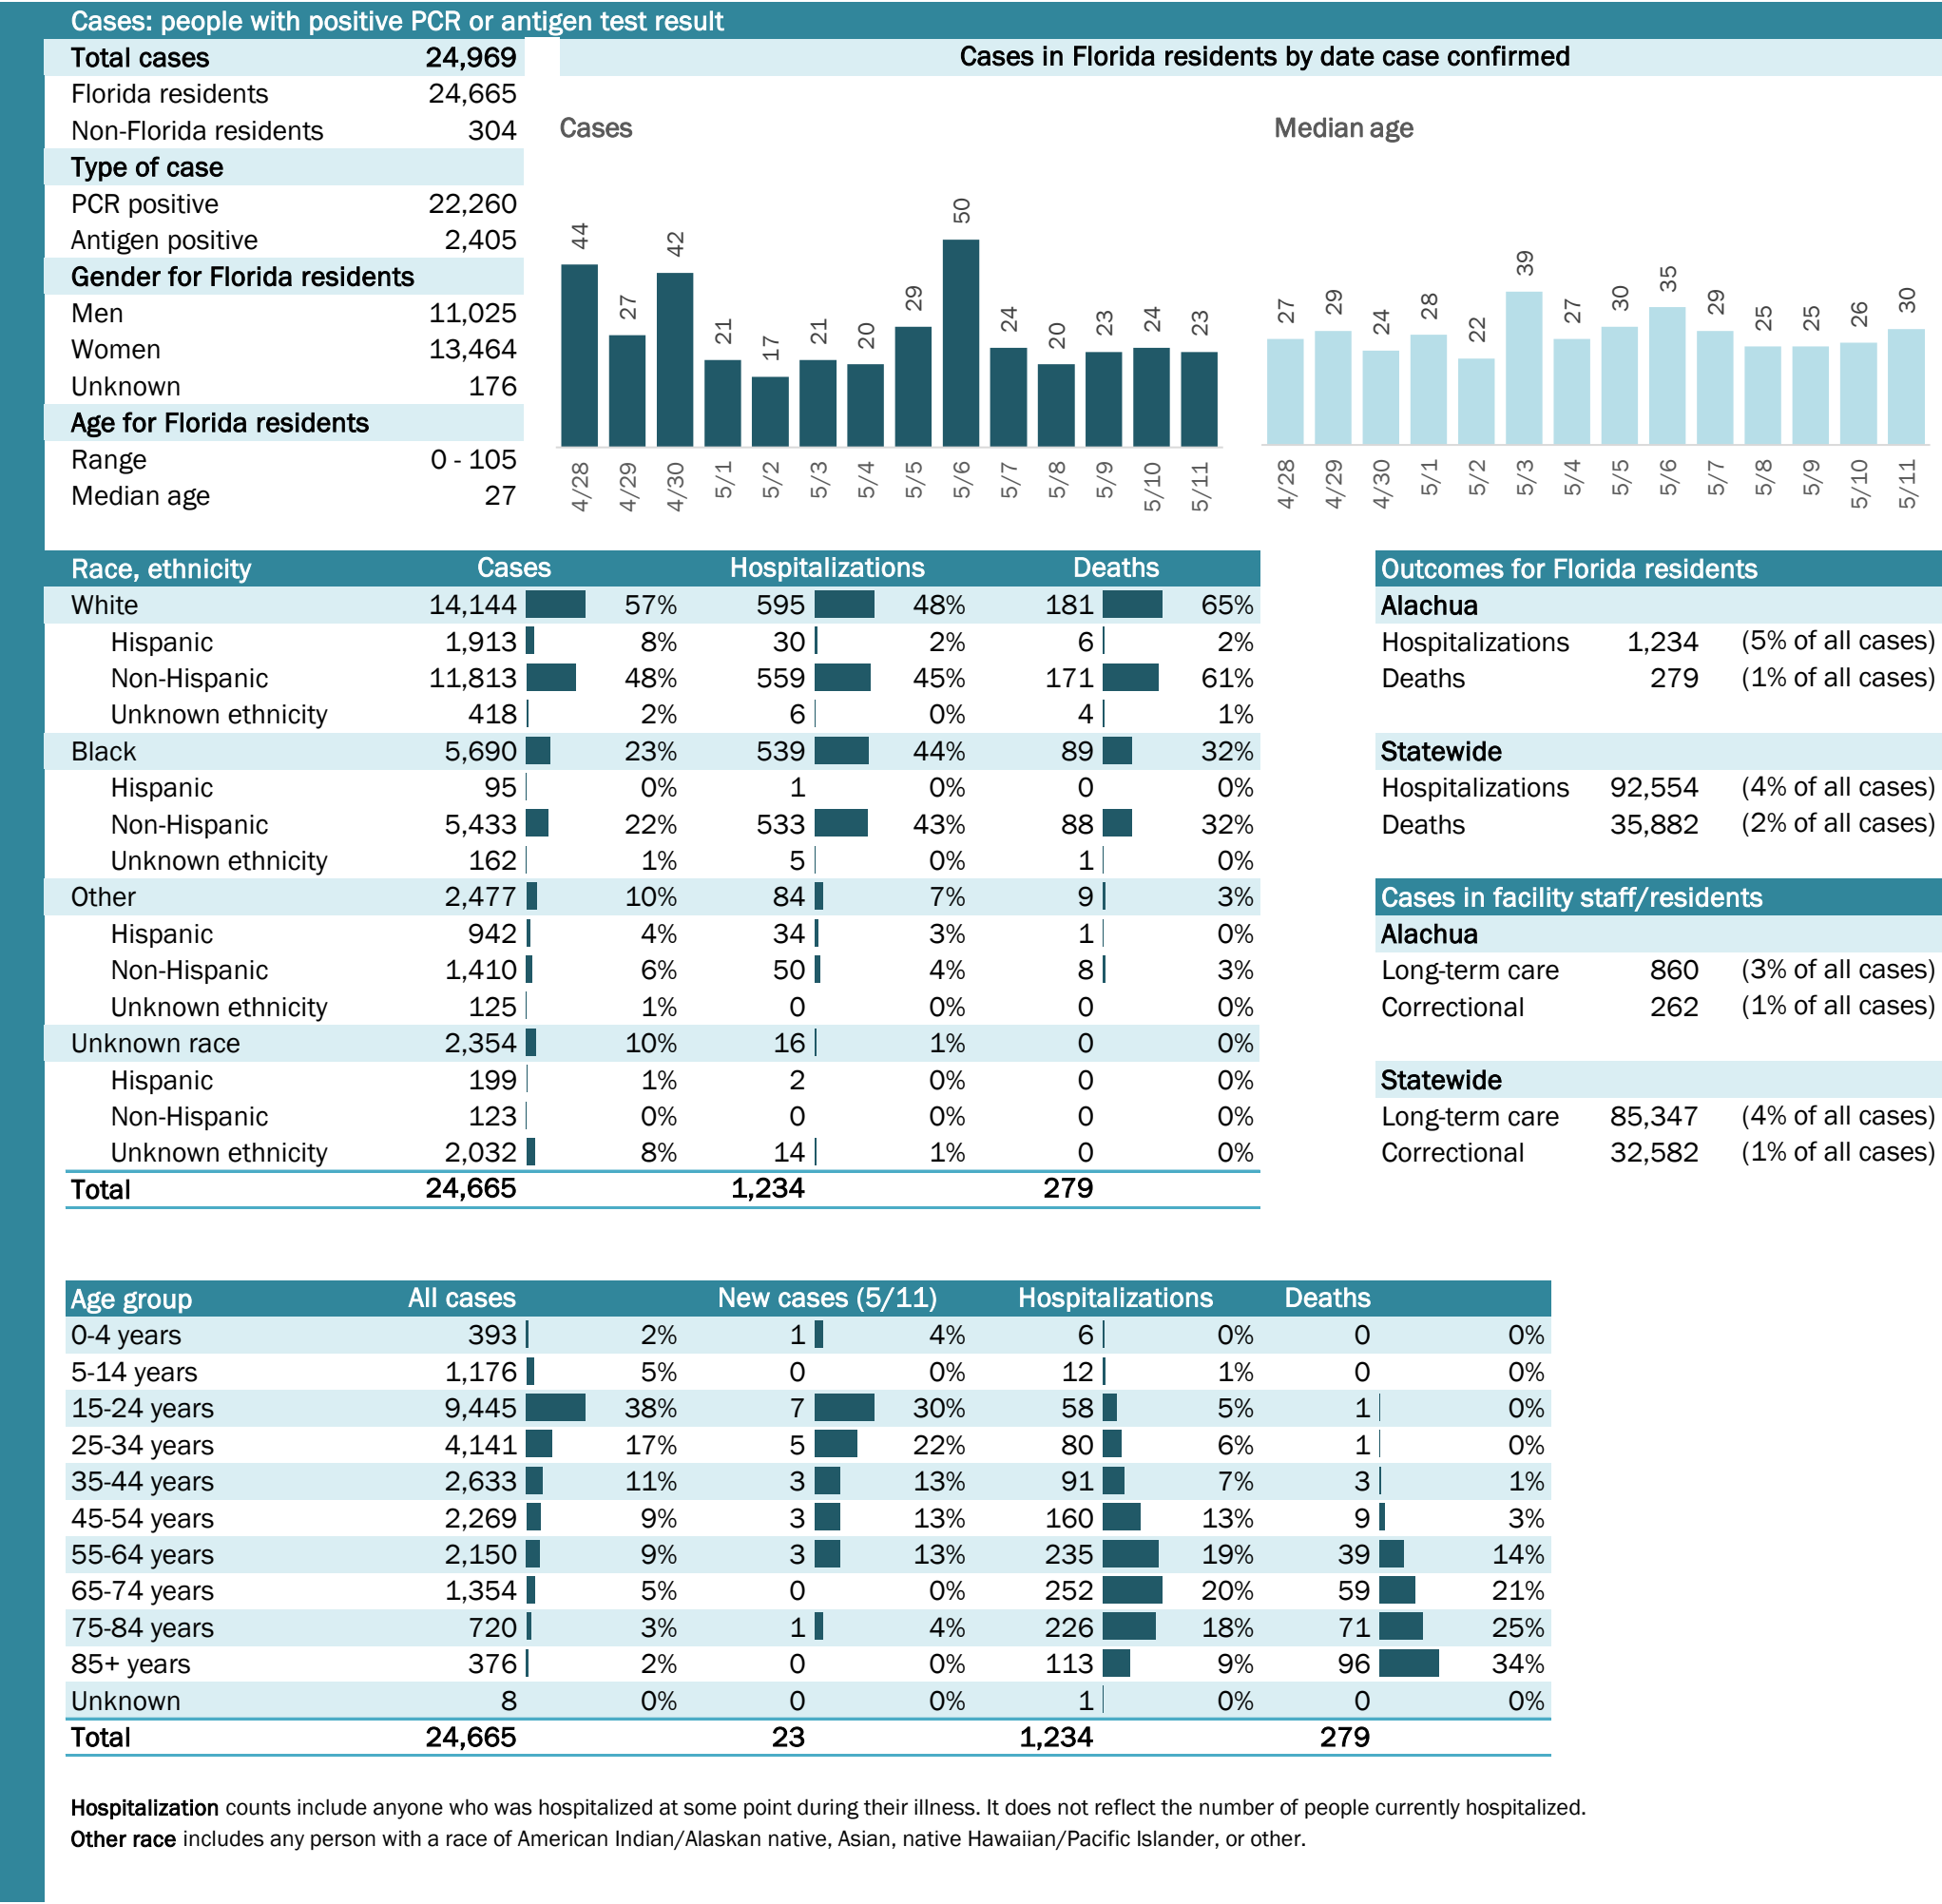 Cases: people with positive PCR or antigen test result
Total cases 24,969
Florida residents 24,665
Non-Florida residents 304
Type of case
PCR positive 22,260
Antigen positive 2,405
Gender for Florida residents
Men 11,025
Women 13,464
Unknown 176
Age for Florida residents
Range 0 - 105
Median age 27
Cases in Florida residents by date case confirmed
Cases
44 27 42 21 17 21 20 29 50 24 20 23 24 23
4/28 4/29 4/30 5/1 5/2 5/3 5/4 5/5 5/6 5/7 5/8 5/9 5/10 5/11
Median age
27 29 24 28 22 39 27 30 35 29 25 25 26 30
4/28 4/29 4/30 5/1 5/2 5/3 5/4 5/5 5/6 5/7 5/8 5/9 5/10 5/11
Race, ethnicity Cases Hospitalizations Deaths
White 14,144 57% 595 48% 181 65%
Hispanic 1,913 8% 30 2% 6 2%
Non-Hispanic 11,813 48% 559 45% 171 61%
Unknown ethnicity 418 2% 6 0% 4 1%
Black 5,690 23% 539 44% 89 32%
Hispanic 95 0% 1 0% 0 0%
Non-Hispanic 5,433 22% 533 43% 88 32%
Unknown ethnicity 162 1% 5 0% 1 0%
Other 2,477 10% 84 7% 9 3%
Hispanic 942 4% 34 3% 1 0%
Non-Hispanic 1,410 6% 50 4% 8 3%
Unknown ethnicity 125 1% 0 0% 0 0%
Unknown race 2,354 10% 16 1% 0 0%
Hispanic 199 1% 2 0% 0 0%
Non-Hispanic 123 0% 0 0% 0 0%
Unknown ethnicity 2,032 8% 14 1% 0 0%
Total 24,665 1,234 279
Outcomes for Florida residents
Alachua
Hospitalizations 1,234 (5% of all cases)
Deaths 279 (1% of all cases)
Statewide
Hospitalizations 92,554 (4% of all cases)
Deaths 35,882 (2% of all cases)
Cases in facility staff/residents
Alachua
Long-term care 860 (3% of all cases)
Correctional 262 (1% of all cases)
Statewide
Long-term care 85,347 (4% of all cases)
Correctional 32,582 (1% of all cases)
Age group All cases New cases (5/11) Hospitalizations Deaths
0-4 years 393 2% 1 4% 6 0% 0 0%
5-14 years 1,176 5% 0 0% 12 1% 0 0%
15-24 years 9,445 38% 7 30% 58 5% 1 0%
25-34 years 4,141 17% 5 22% 80 6% 1 0%
35-44 years 2,633 11% 3 13% 91 7% 3 1%
45-54 years 2,269 9% 3 13% 160 13% 9 3%
55-64 years 2,150 9% 3 13% 235 19% 39 14%
65-74 years 1,354 5% 0 0% 252 20% 59 21%
75-84 years 720 3% 1 4% 226 18% 71 25%
85+ years 376 2% 0 0% 113 9% 96 34%
Unknown 8 0% 0 0% 1 0% 0 0%
Total 24,665 23 1,234 279
Hospitalization counts include anyone who was hospitalized at some point during their illness. It does not reflect the number of people currently hospitalized.
Other race includes any person with a race of American Indian/Alaskan native, Asian, native Hawaiian/Pacific Islander, or other.